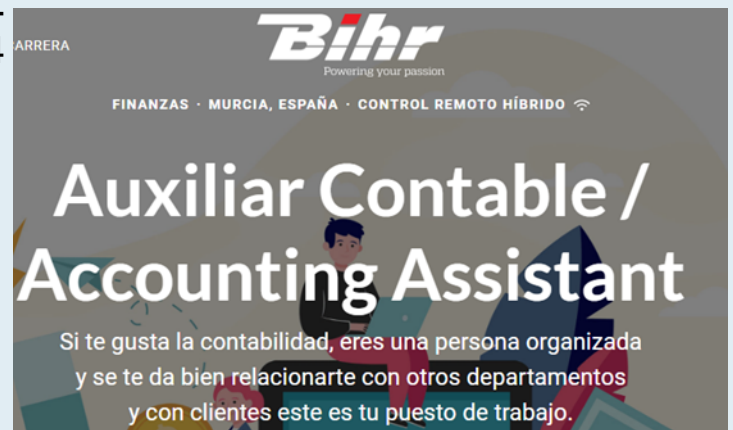 CARRERA
Bihr
Powering your passion
FINANZAS · MURCIA, ESPAÑA · CONTROL REMOTO HÍBRIDO
Auxiliar Contable /
Accounting Assistant
Si te gusta la contabilidad, eres una persona organizada
y se te da bien relacionarte con otros departamentos
y con clientes este es tu puesto de trabajo.